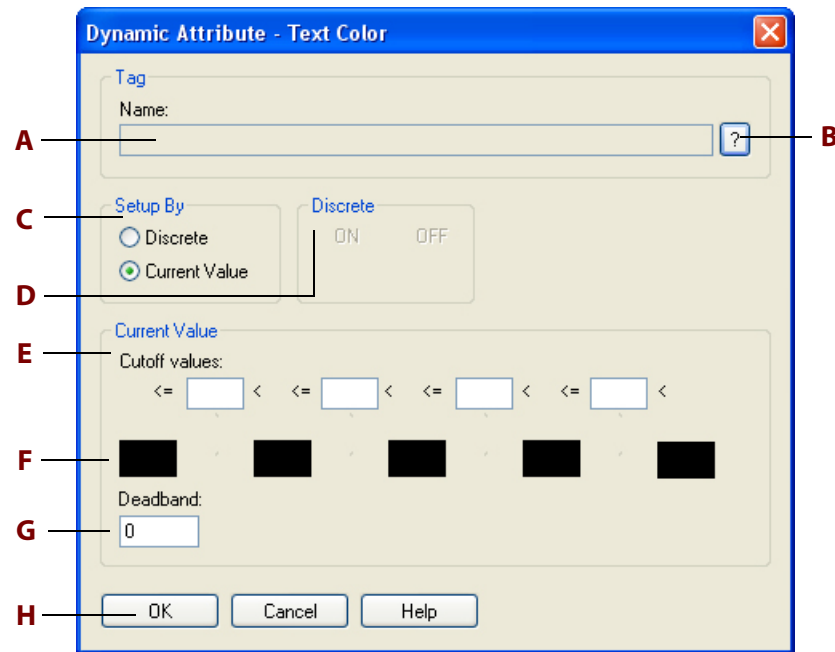 Dynamic Attribute - Text Color
Tag
Name:
A
?
B
Setup By
Discrete
C
Discrete
ON OFF
Current Value
D
Current Value
E
Cutoff values:
<= < <= < <= < <= <
F
Deadband:
G
0
H
OK Cancel Help